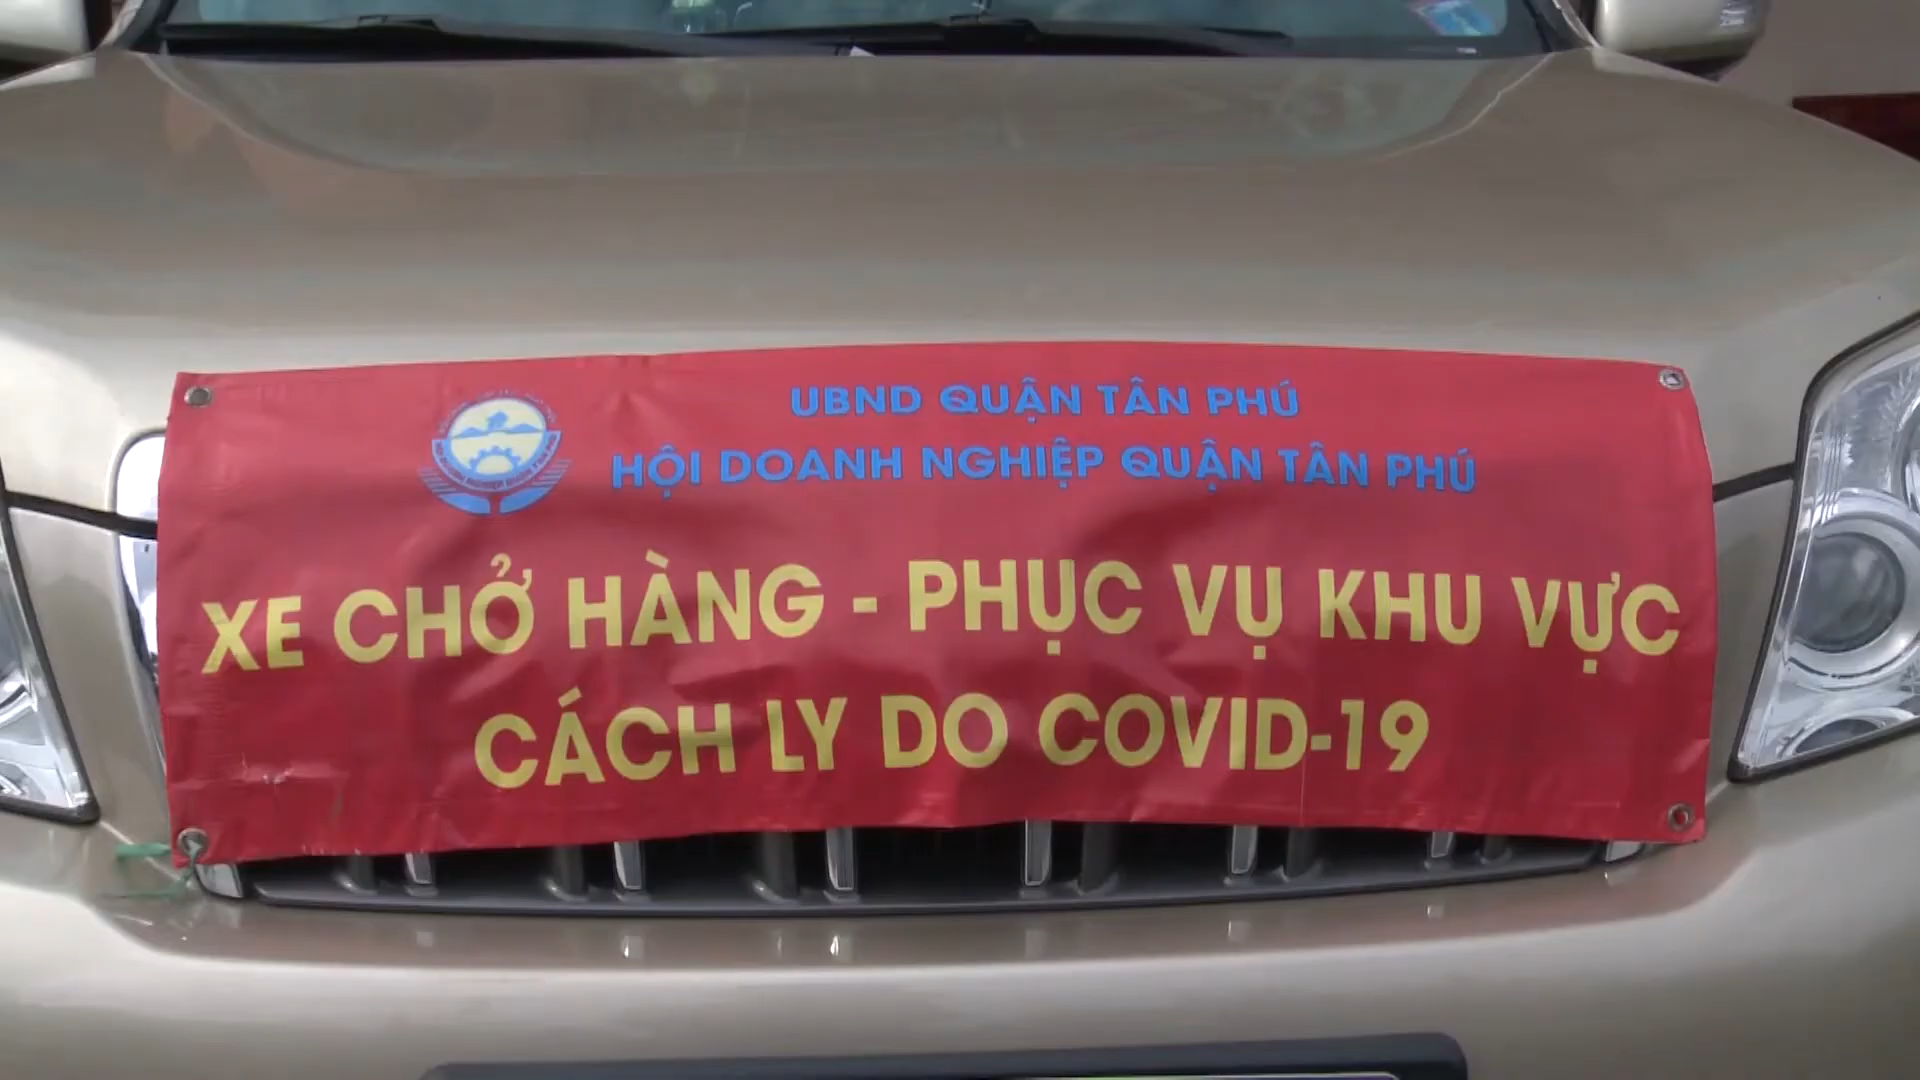 UBND QUẬN TÂN PHÚ
HỘI DOANH NGHIỆP QUẬN TÂN PHÚ
XE CHỞ HÀNG - PHỤC VỤ KHU VỰC
CÁCH LY DO COVID-19